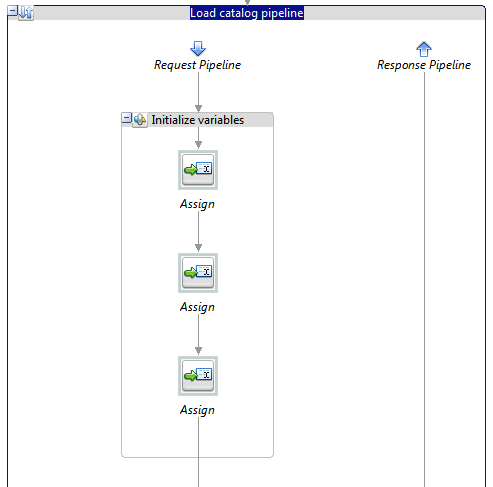 Load catalog pipeline
Request Pipeline
Response Pipeline
Initialize variables
Assign
Assign
Assign